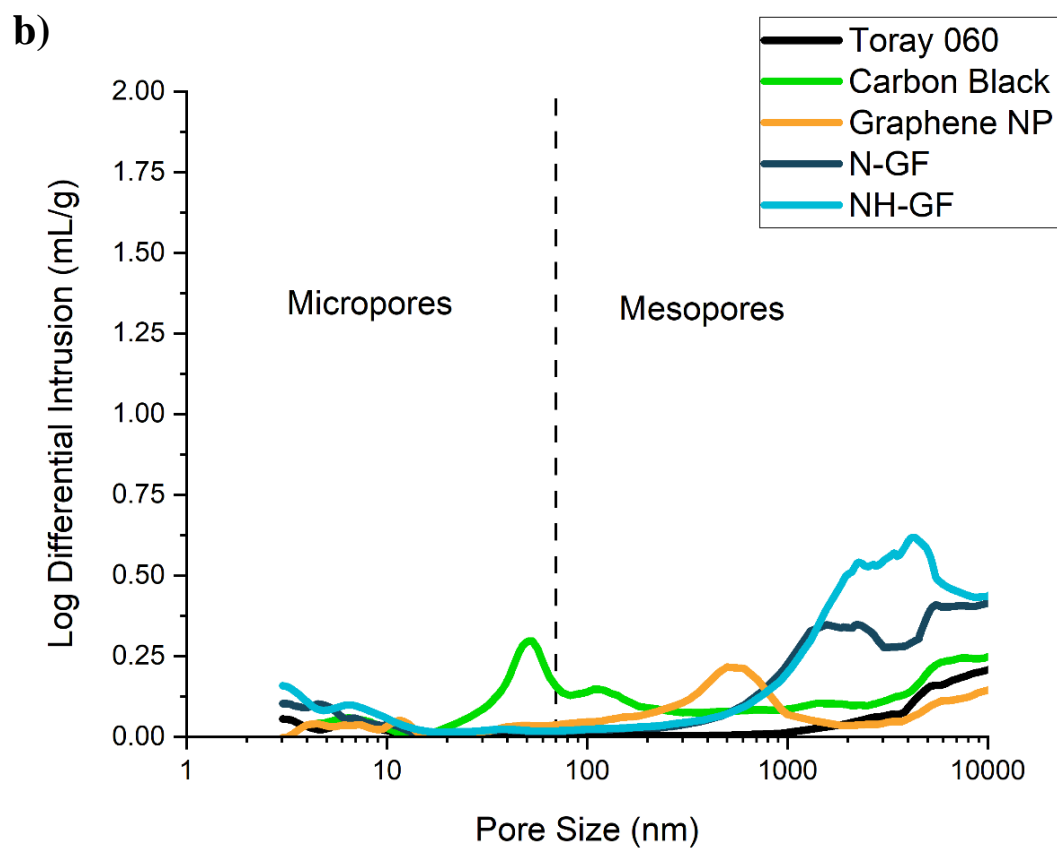 b)
Toray 060
Carbon Black
Graphene NP
N-GF
NH-GF
2.00
1.75
1.50
1.25
1.00
0.75
0.50
0.25
0.00
Log Differential Intrusion (mL/g)
Micropores
Mesopores
1
10
100
1000
10000
Pore Size (nm)